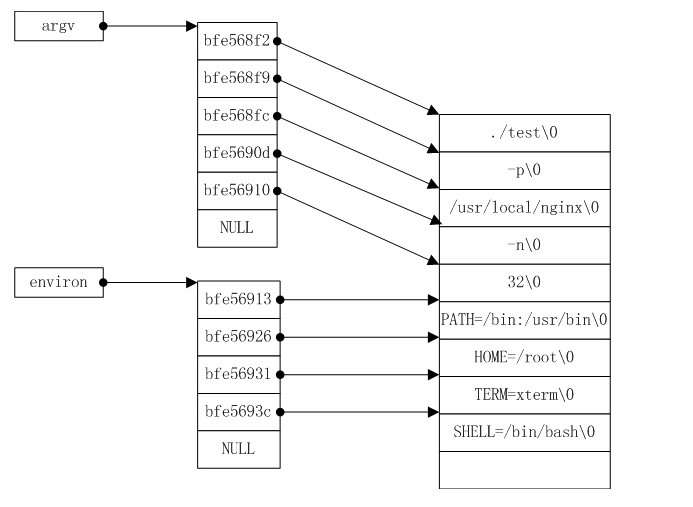 argv
bfe568f2
bfe568f9
bfe568fc
bfe5690d
bfe56910
NULL
./test\0
-p\0
/usr/local/nginx\0
-n\0
32\0
PATH=/bin:/usr/bin\0
HOME=/root\0
TERM=xterm\0
SHELL=/bin/bash\0
environ
bfe56913
bfe56926
bfe56931
bfe5693c
NULL